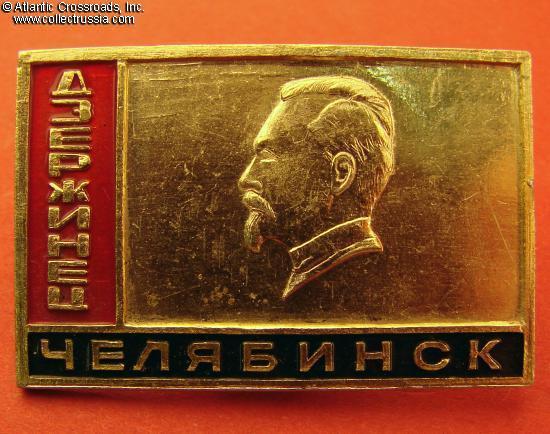 © Atlantic Crossroads, Inc.
www.collectrussia.com
ДЗЕРЖИНЕЦ
ЧЕЛЯБИНСК